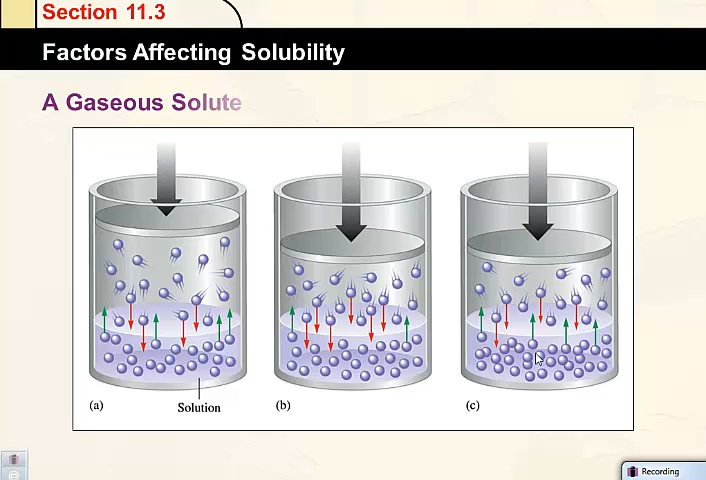 Section 11.3
Factors Affecting Solubility
A Gaseous Solute
(a)
Solution
(b)
(c)
Recording